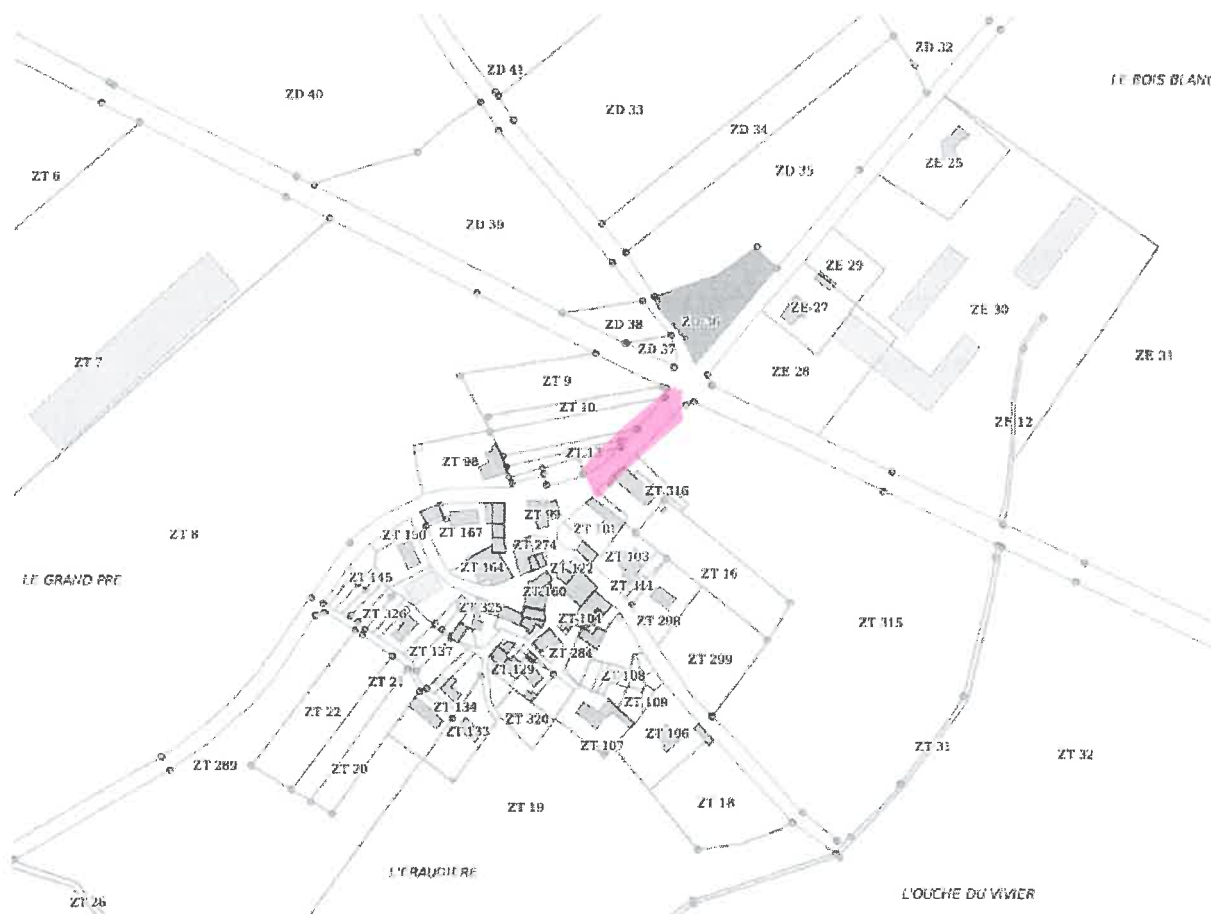 ZD 32
ZD 41
LE BOIS BLANC
ZD 40
ZD 33
ZD 34
ZE 25
ZD 35
ZT 6
ZD 39
ZE 29
ZE 27
ZE 30
ZD 36
ZD 38
ZD 37
ZT 7
ZE 31
ZE 28
ZT 9
ZT 10
ZE 12
ZT 98
ZT 316
ZT 99
ZT 101
ZT 150
ZT 167
ZT 8
ZT 274
ZT 103
ZT 164
ZT 122
ZT 16
LE GRAND PRE
ZT 145
ZT 160
ZT 325
ZT 326
ZT 104
ZT 298
ZT 315
ZT 137
ZT 284
ZT 299
ZT 129
ZT 108
ZT 109
ZT 22
ZT 134
ZT 320
ZT 133
ZT 106
ZT 107
ZT 31
ZT 32
ZT 289
ZT 20
ZT 19
ZT 18
L'ERAUDIERE
L'OUCHE DU VIVIER
ZT 26